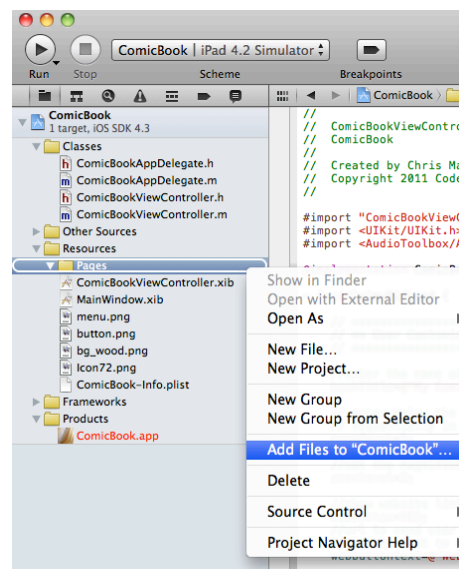 ComicBook | iPad 4.2 Simulator
Run
Stop
Scheme
Breakpoints
ComicBook
ComicBook
1 target, iOS SDK 4.3
Classes
h ComicBookAppDelegate.h
m ComicBookAppDelegate.m
h ComicBookViewController.h
m ComicBookViewController.m
Other Sources
Resources
Pages
ComicBookViewController.xib
MainWindow.xib
menu.png
button.png
bg_wood.png
Icon72.png
ComicBook-Info.plist
Frameworks
Products
ComicBook.app
//
// ComicBookViewContro
// ComicBook
//
// Created by Chris Ma
// Copyright 2011 Code
//
#import "ComicBookViewC
#import <UIKit/UIKit.h>
#import <AudioToolbox/A
Show in Finder
Open with External Editor
Open As
New File...
New Project...
New Group
New Group from Selection
Add Files to “ComicBook”...
Delete
Source Control
Project Navigator Help